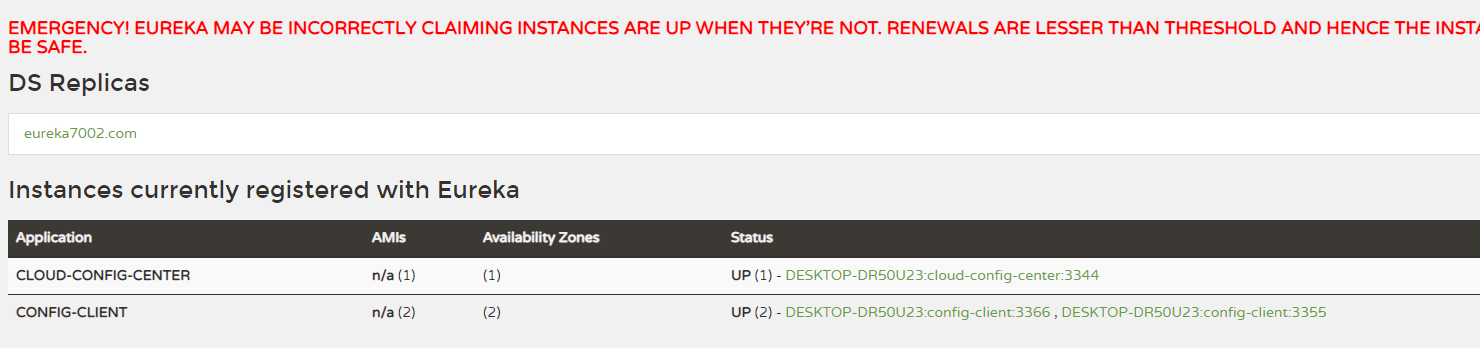 EMERGENCY! EUREKA MAY BE INCORRECTLY CLAIMING INSTANCES ARE UP WHEN THEY'RE NOT. RENEWALS ARE LESSER THAN THRESHOLD AND HENCE THE
BE SAFE.
DS Replicas
eureka7002.com
Instances currently registered with Eureka
Application AMIs Availability Zones Status
CLOUD-CONFIG-CENTER n/a (1) (1) UP (1) - DESKTOP-DR50U23:cloud-config-center:3344
CONFIG-CLIENT n/a (2) (2) UP (2) - DESKTOP-DR50U23:config-client:3366 , DESKTOP-DR50U23:config-client:3355